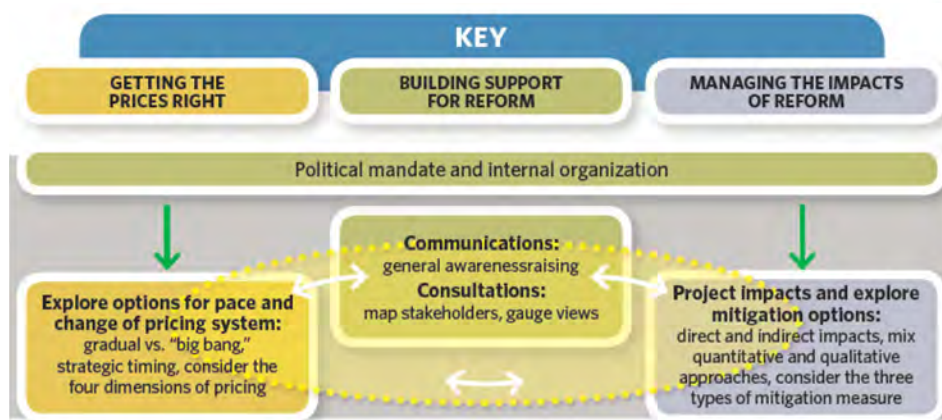 KEY
GETTING THE
PRICES RIGHT
BUILDING SUPPORT
FOR REFORM
MANAGING THE IMPACTS
OF REFORM
Political mandate and internal organization
Communications:
general awarenessraising
Consultations:
map stakeholders, gauge views
Explore options for pace and
change of pricing system:
gradual vs. “big bang,”
strategic timing, consider the
four dimensions of pricing
Project impacts and explore
mitigation options:
direct and indirect impacts, mix
quantitative and qualitative
approaches, consider the three
types of mitigation measure